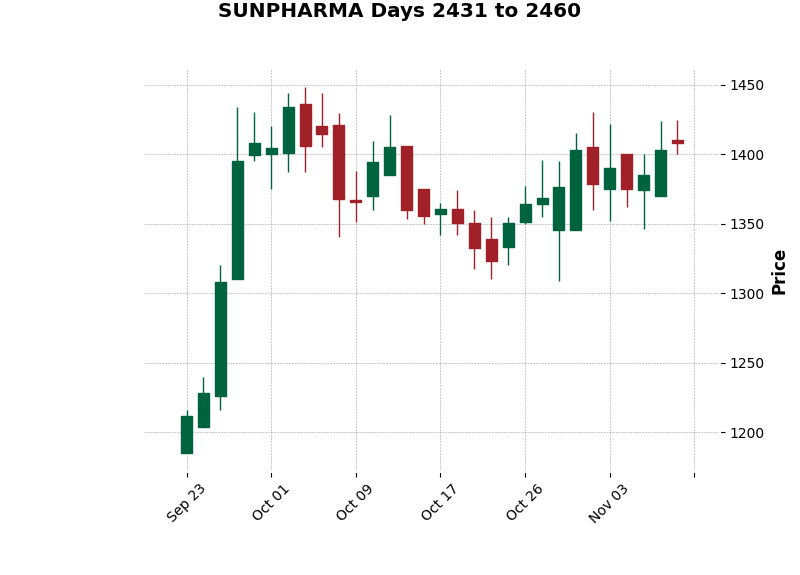 SUNPHARMA Days 2431 to 2460
1450
1400
1350
1300
1250
1200
Price
Sep 23
Oct 01
Oct 09
Oct 17
Oct 26
Nov 03